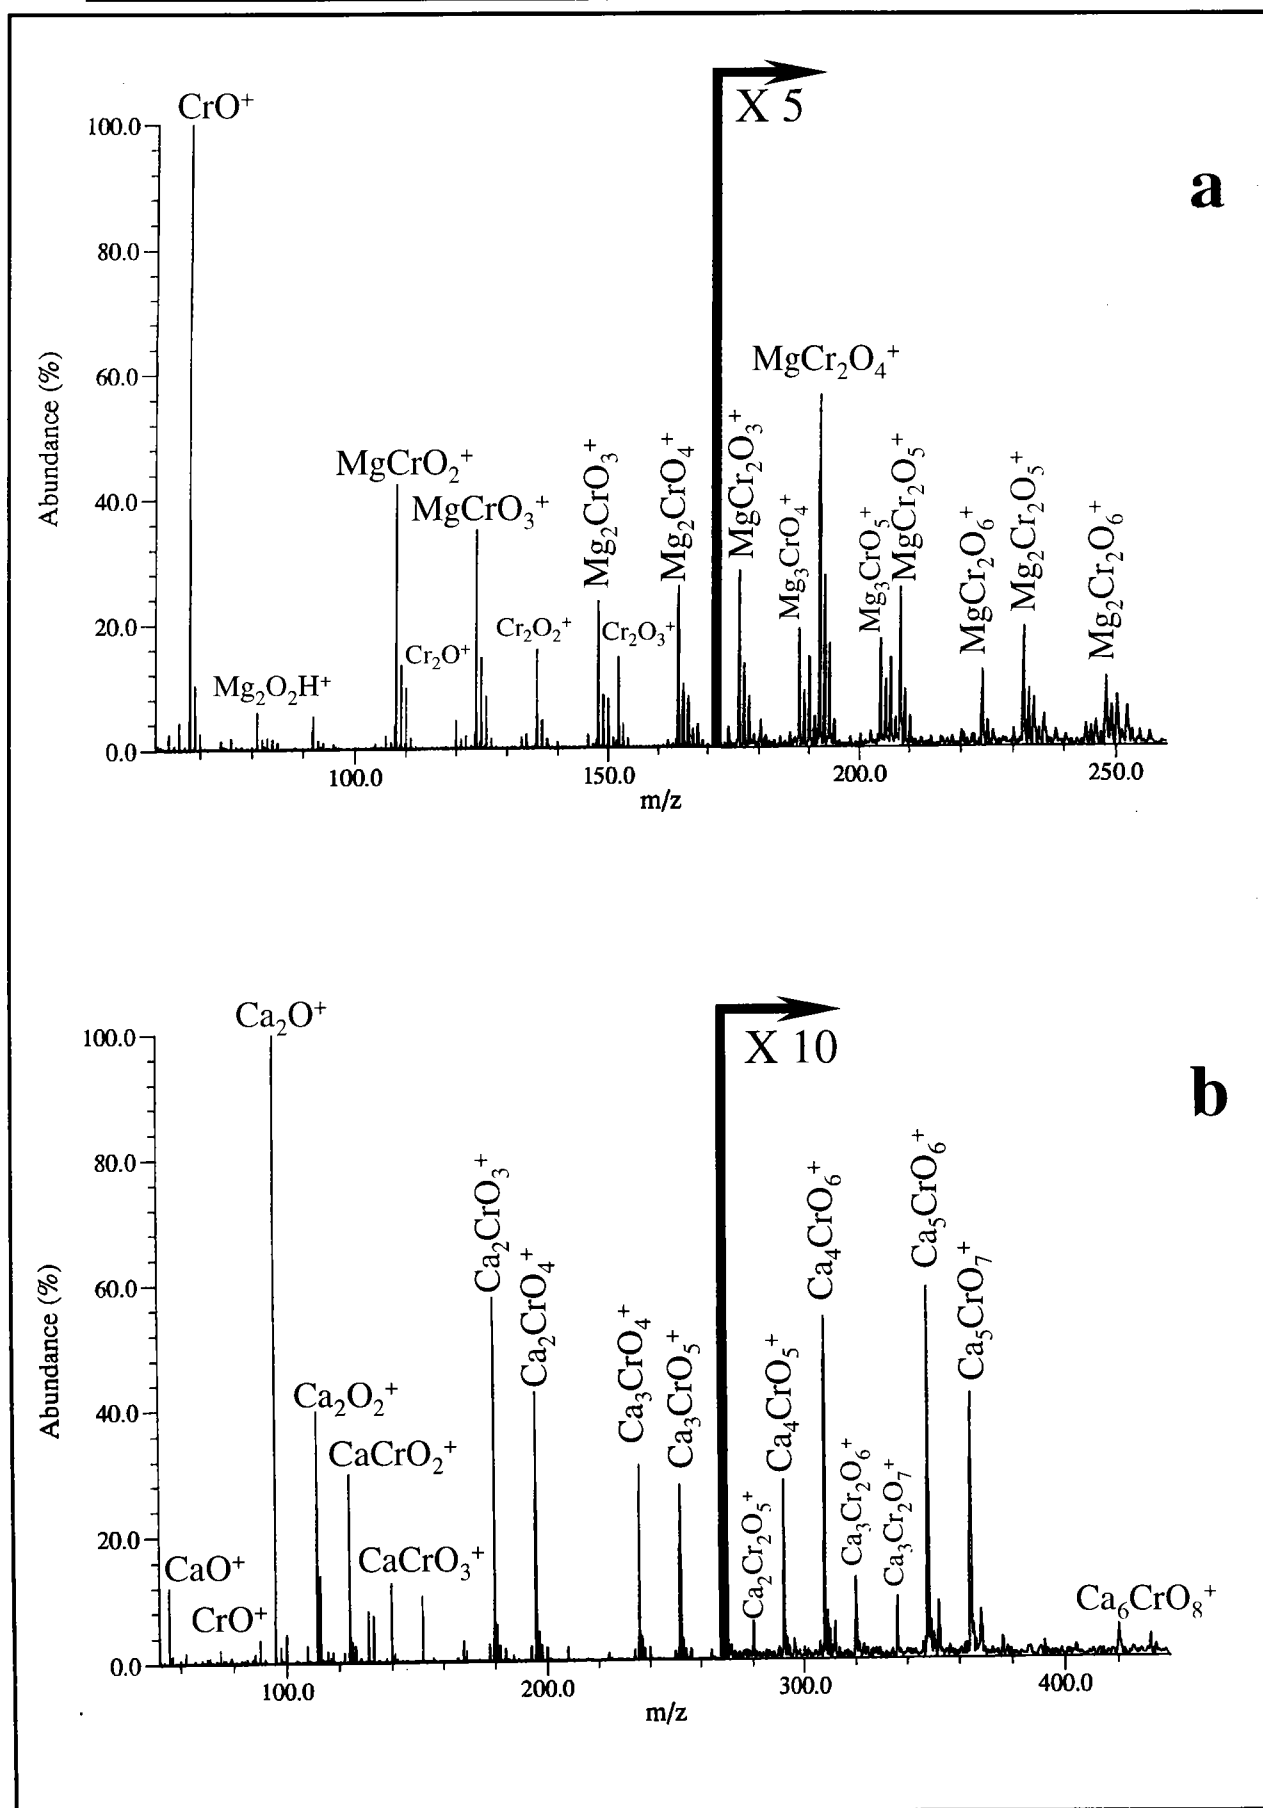 CrO⁺
X 5
a
100.0
80.0
60.0
40.0
20.0
0.0
Abundance (%)
Mg₂O₂H⁺
MgCrO₂⁺
Cr₂O⁺
MgCrO₃⁺
Cr₂O₂⁺
Mg₂CrO₃⁺
Cr₂O₃⁺
Mg₂CrO₄⁺
MgCr₂O₃⁺
Mg₃CrO₄⁺
MgCr₂O₄⁺
Mg₃CrO₅⁺
MgCr₂O₅⁺
MgCr₂O₆⁺
Mg₂Cr₂O₅⁺
Mg₂Cr₂O₆⁺
100.0 150.0 200.0 250.0
m/z
Ca₂O⁺
X 10
b
100.0
80.0
60.0
40.0
20.0
0.0
Abundance (%)
CaO⁺
CrO⁺
Ca₂O₂⁺
CaCrO₂⁺
CaCrO₃⁺
Ca₂CrO₃⁺
Ca₂CrO₄⁺
Ca₃CrO₄⁺
Ca₃CrO₅⁺
Ca₂Cr₂O₅⁺
Ca₄CrO₅⁺
Ca₄CrO₆⁺
Ca₃Cr₂O₆⁺
Ca₃Cr₂O₇⁺
Ca₅CrO₆⁺
Ca₅CrO₇⁺
Ca₆CrO₈⁺
100.0 200.0 300.0 400.0
m/z